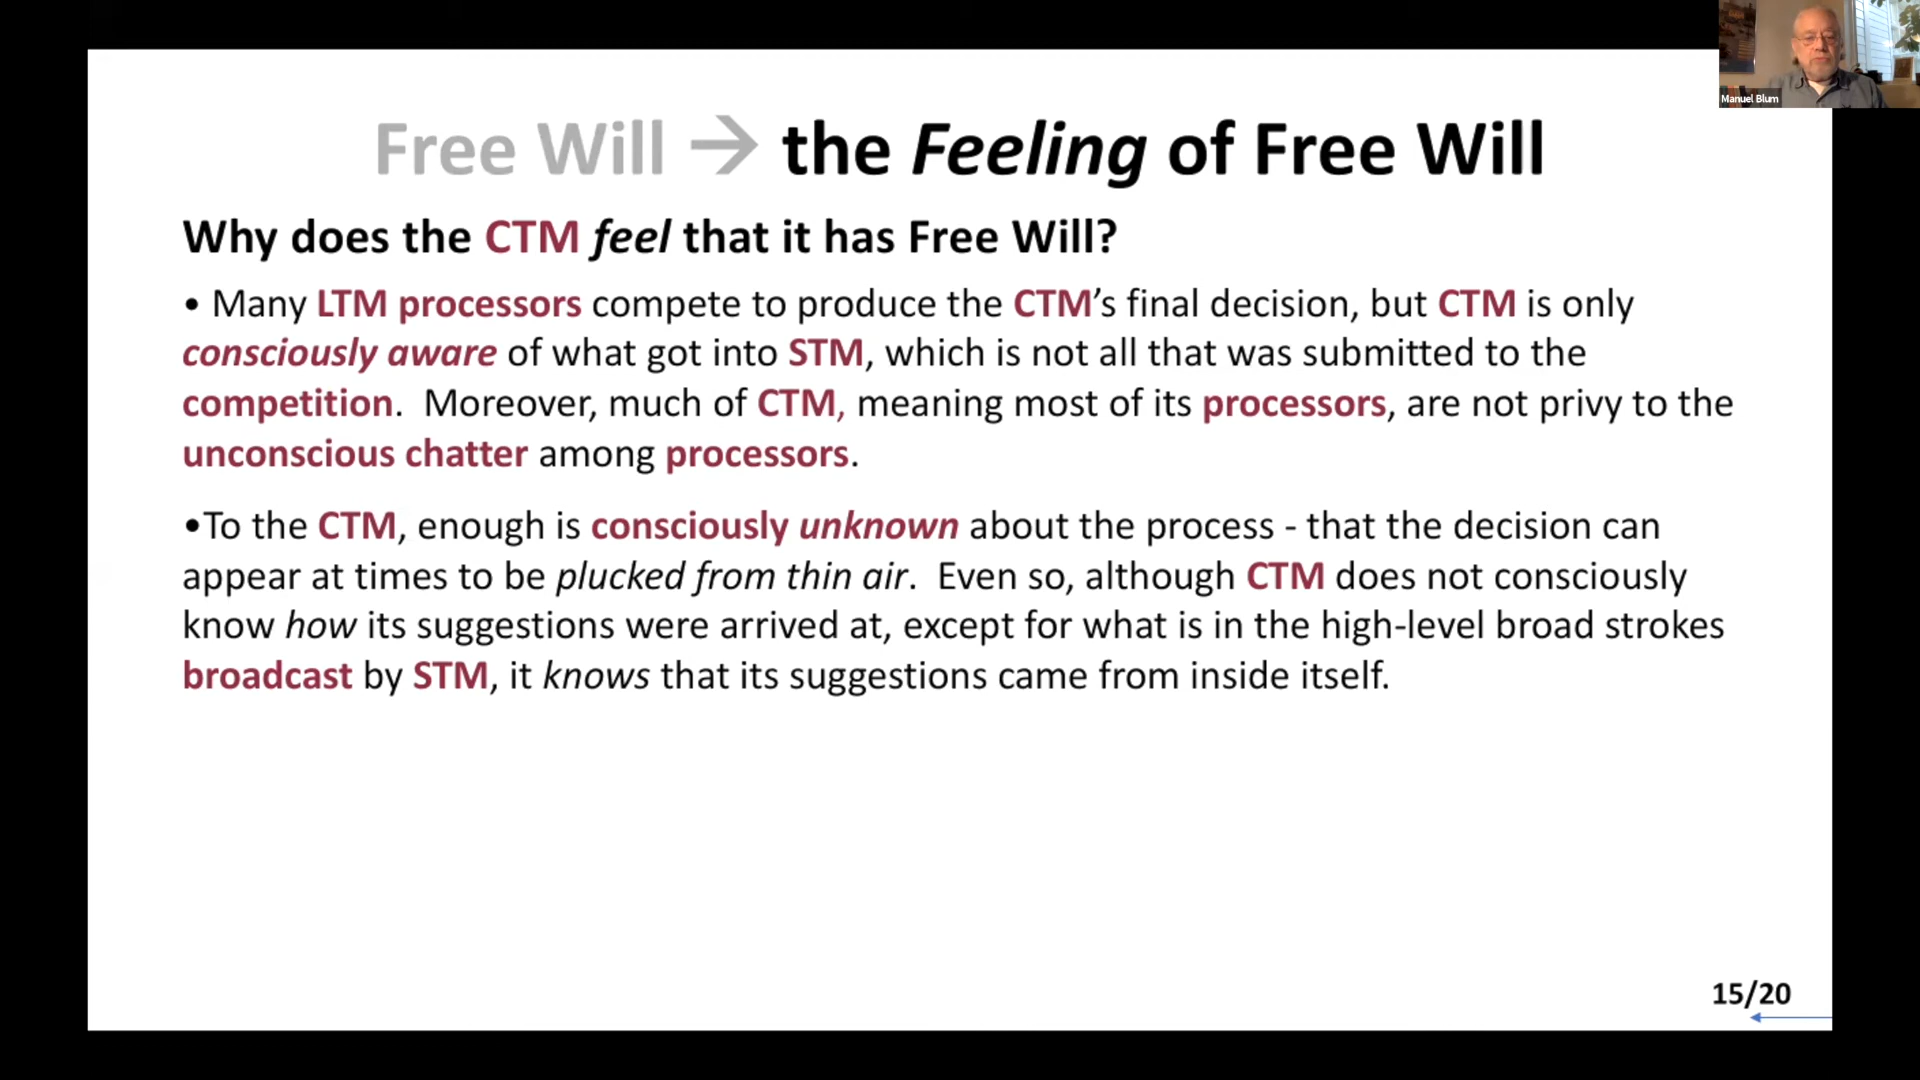 Manuel Blum
Free Will → the Feeling of Free Will
Why does the CTM feel that it has Free Will?
• Many LTM processors compete to produce the CTM’s final decision, but CTM is only
consciously aware of what got into STM, which is not all that was submitted to the
competition.  Moreover, much of CTM, meaning most of its processors, are not privy to the
unconscious chatter among processors.
•To the CTM, enough is consciously unknown about the process - that the decision can
appear at times to be plucked from thin air.  Even so, although CTM does not consciously
know how its suggestions were arrived at, except for what is in the high-level broad strokes
broadcast by STM, it knows that its suggestions came from inside itself.
15/20